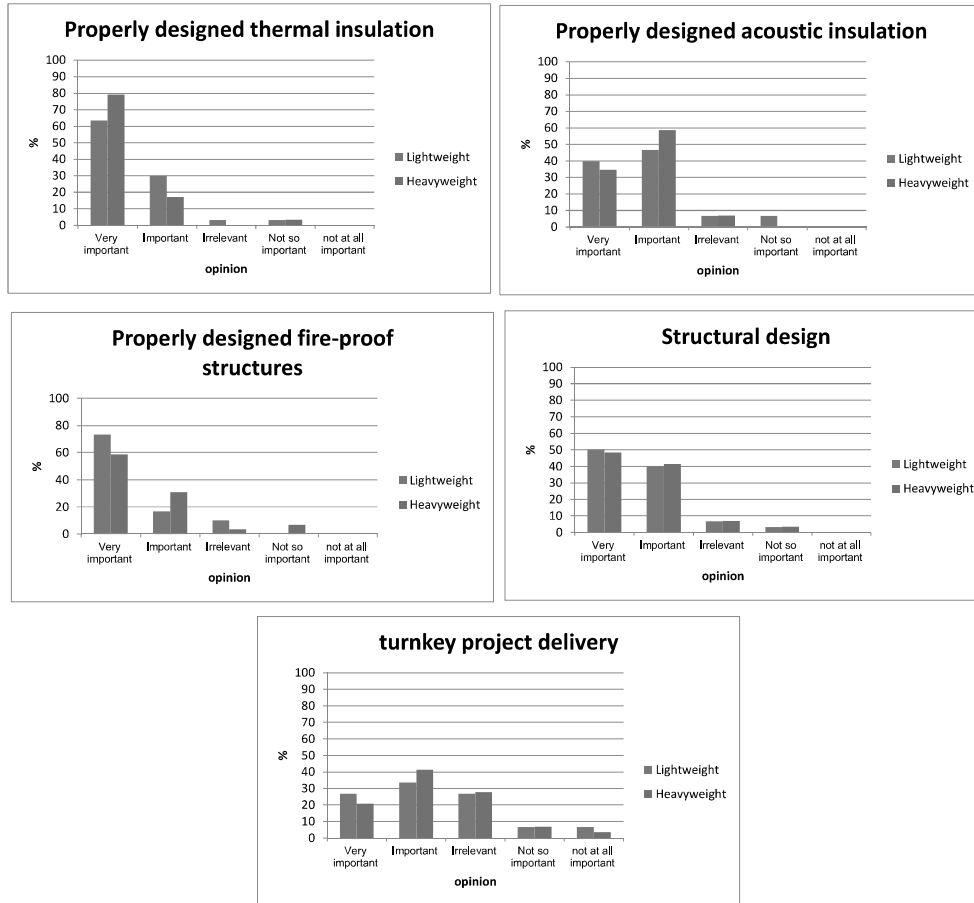 Properly designed thermal insulation
100
90
80
70
60
50
40
30
20
10
0
%
Very important
Important
Irrelevant
Not so important
not at all important
opinion
Lightweight
Heavyweight
Properly designed acoustic insulation
100
90
80
70
60
50
40
30
20
10
0
%
Very important
Important
Irrelevant
Not so important
not at all important
opinion
Lightweight
Heavyweight
Properly designed fire-proof
structures
100
80
60
40
20
0
%
Very important
Important
Irrelevant
Not so important
not at all important
opinion
Lightweight
Heavyweight
Structural design
100
90
80
70
60
50
40
30
20
10
0
%
Very important
Important
Irrelevant
Not so important
not at all important
opinion
Lightweight
Heavyweight
turnkey project delivery
100
90
80
70
60
50
40
30
20
10
0
%
Very important
Important
Irrelevant
Not so important
not at all important
opinion
Lightweight
Heavyweight